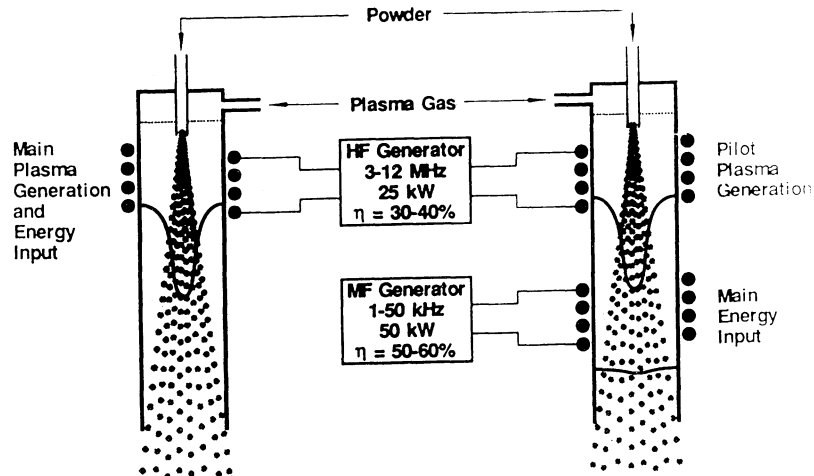 Powder
Plasma Gas
Main
Plasma
Generation
and
Energy
Input
HF Generator
3-12 MHz
25 kW
η = 30-40%
Pilot
Plasma
Generation
MF Generator
1-50 kHz
50 kW
η = 50-60%
Main
Energy
Input